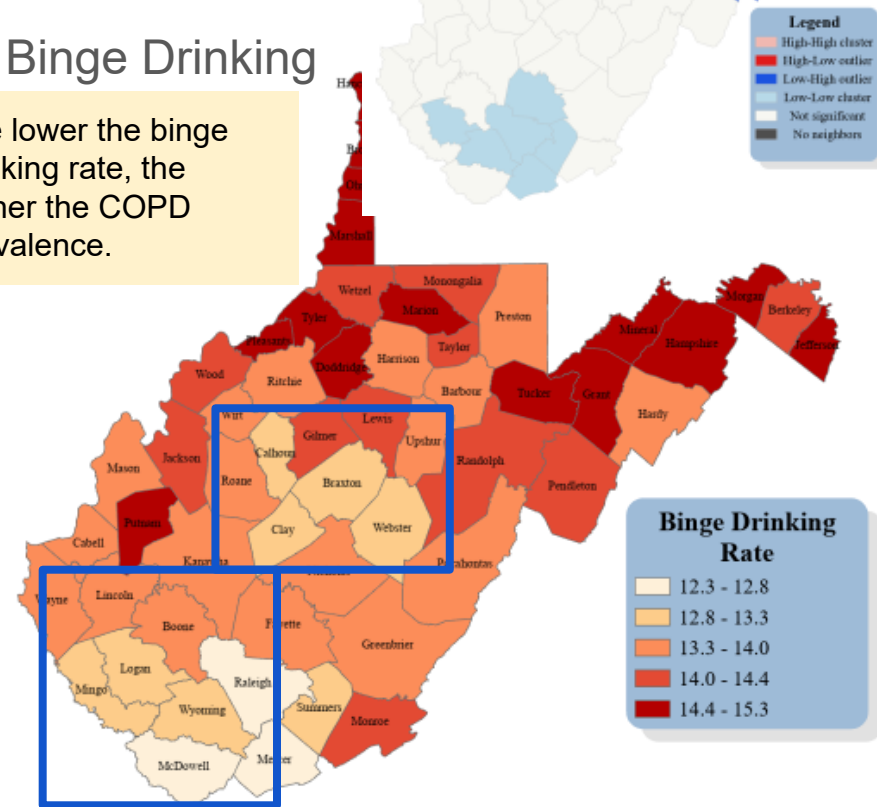 Binge Drinking
e lower the binge
king rate, the
her the COPD
valence.
Legend
High-High cluster
High-Low outlier
Low-High outlier
Low-Low cluster
Not significant
No neighbors
Marshall
Wetzel
Monongalia
Marion
Preston
Tyler
Pleasants
Taylor
Doddridge
Harrison
Wood
Ritchie
Barbour
Morgan
Berkeley
Jefferson
Mineral
Hampshire
Tucker
Grant
Hardy
Wirt
Lewis
Gilmer
Calhoun
Upshur
Jackson
Mason
Roane
Braxton
Randolph
Pendleton
Putnam
Clay
Webster
Cabell
Kanawha
Pocahontas
Wayne
Lincoln
Boone
Fayette
Greenbrier
Logan
Mingo
Raleigh
Wyoming
Summers
Monroe
McDowell
Mercer
Binge Drinking
Rate
12.3 - 12.8
12.8 - 13.3
13.3 - 14.0
14.0 - 14.4
14.4 - 15.3